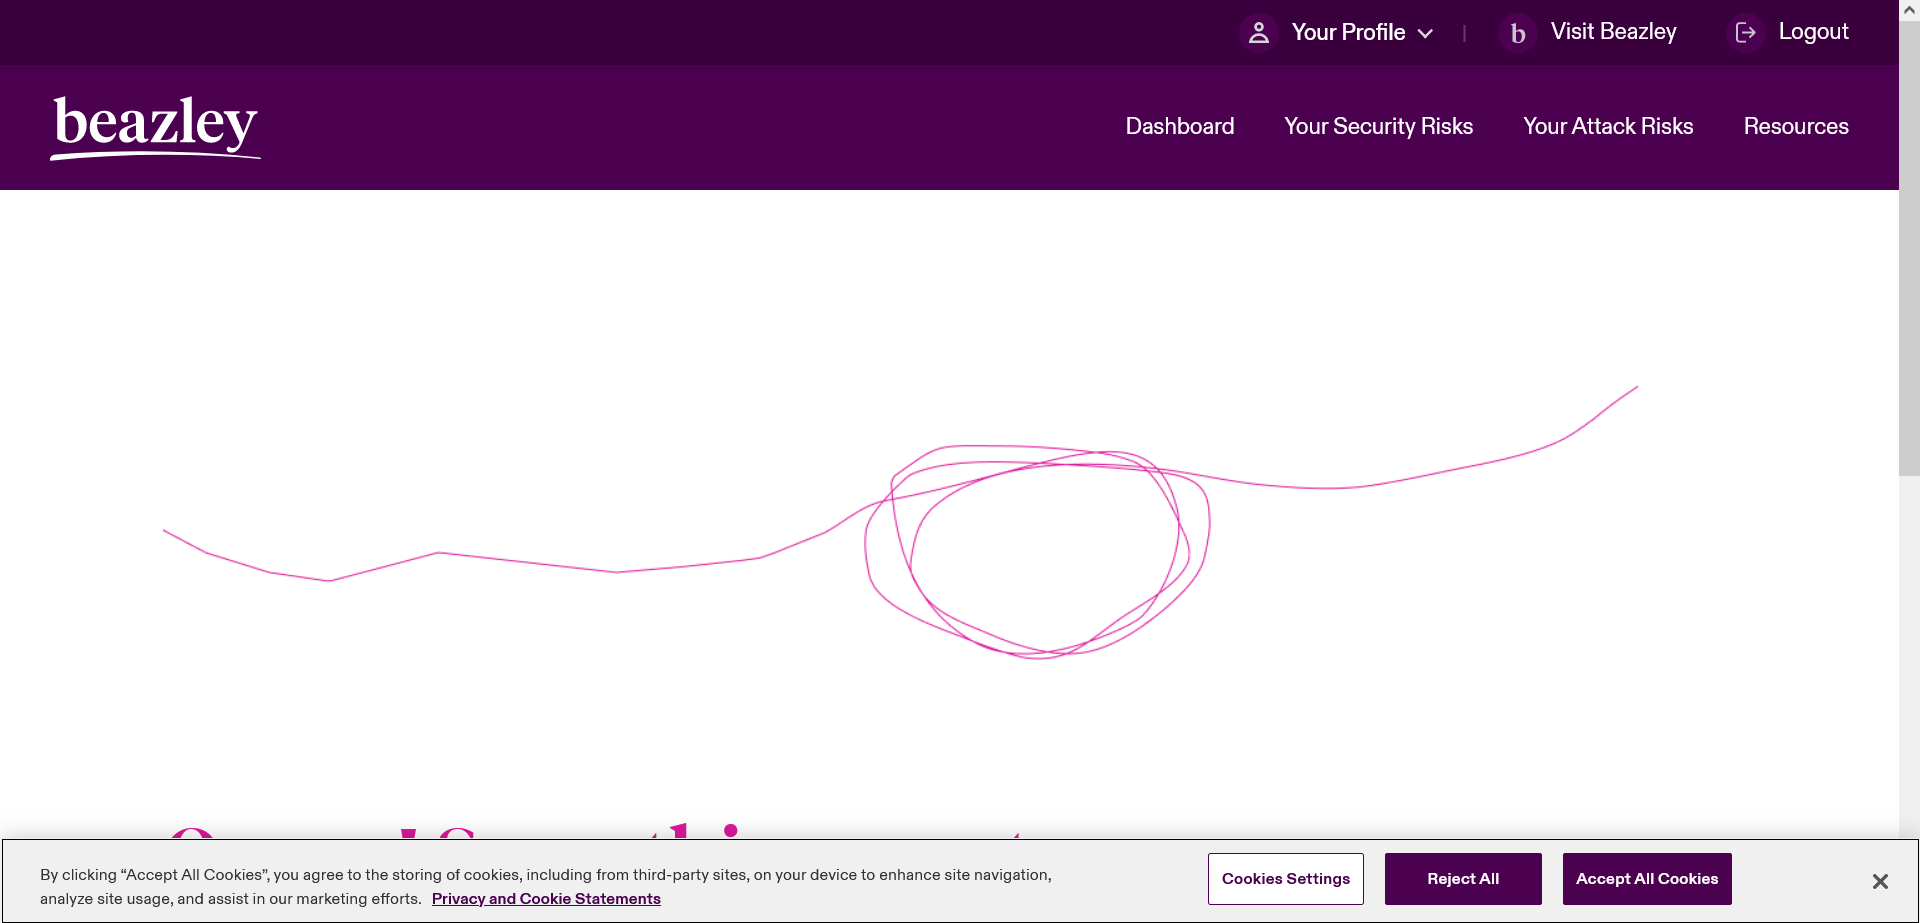 Your Profile | b Visit Beazley Logout
beazley
Dashboard Your Security Risks Your Attack Risks Resources
By clicking “Accept All Cookies”, you agree to the storing of cookies, including from third-party sites, on your device to enhance site navigation,
analyze site usage, and assist in our marketing efforts. Privacy and Cookie Statements
Cookies Settings Reject All Accept All Cookies